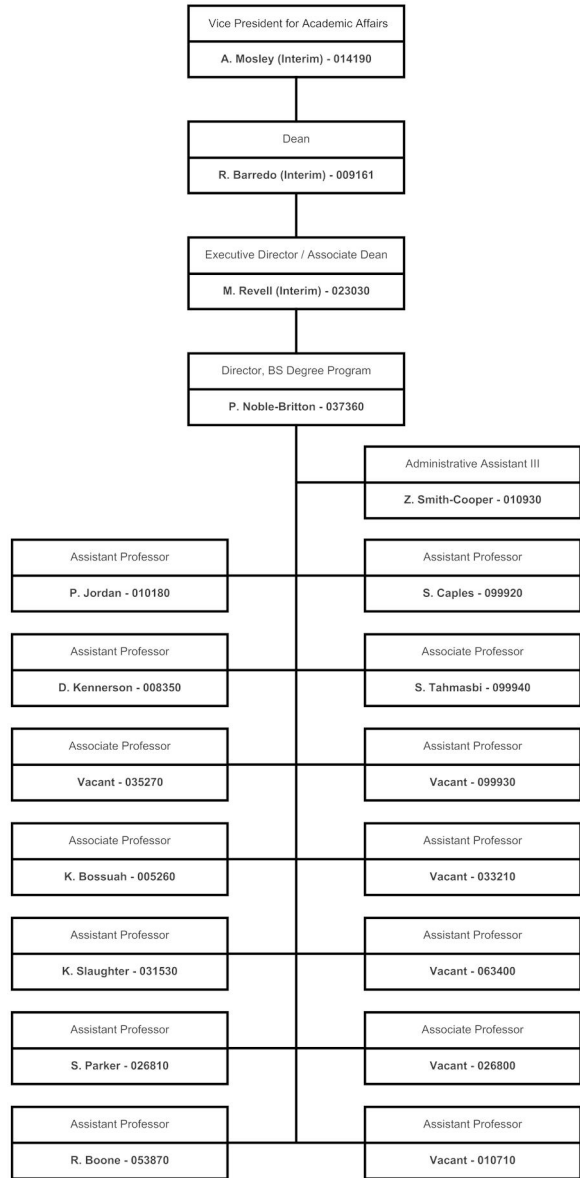 Vice President for Academic Affairs
A. Mosley (Interim) - 014190
Dean
R. Barredo (Interim) - 009161
Executive Director / Associate Dean
M. Revell (Interim) - 023030
Director, BS Degree Program
P. Noble-Britton - 037360
Administrative Assistant III
Z. Smith-Cooper - 010930
Assistant Professor
P. Jordan - 010180
Assistant Professor
S. Caples - 099920
Assistant Professor
D. Kennerson - 008350
Associate Professor
S. Tahmasbi - 099940
Associate Professor
Vacant - 035270
Assistant Professor
Vacant - 099930
Associate Professor
K. Bossuah - 005260
Assistant Professor
Vacant - 033210
Assistant Professor
K. Slaughter - 031530
Assistant Professor
Vacant - 063400
Assistant Professor
S. Parker - 026810
Associate Professor
Vacant - 026800
Assistant Professor
R. Boone - 053870
Assistant Professor
Vacant - 010710